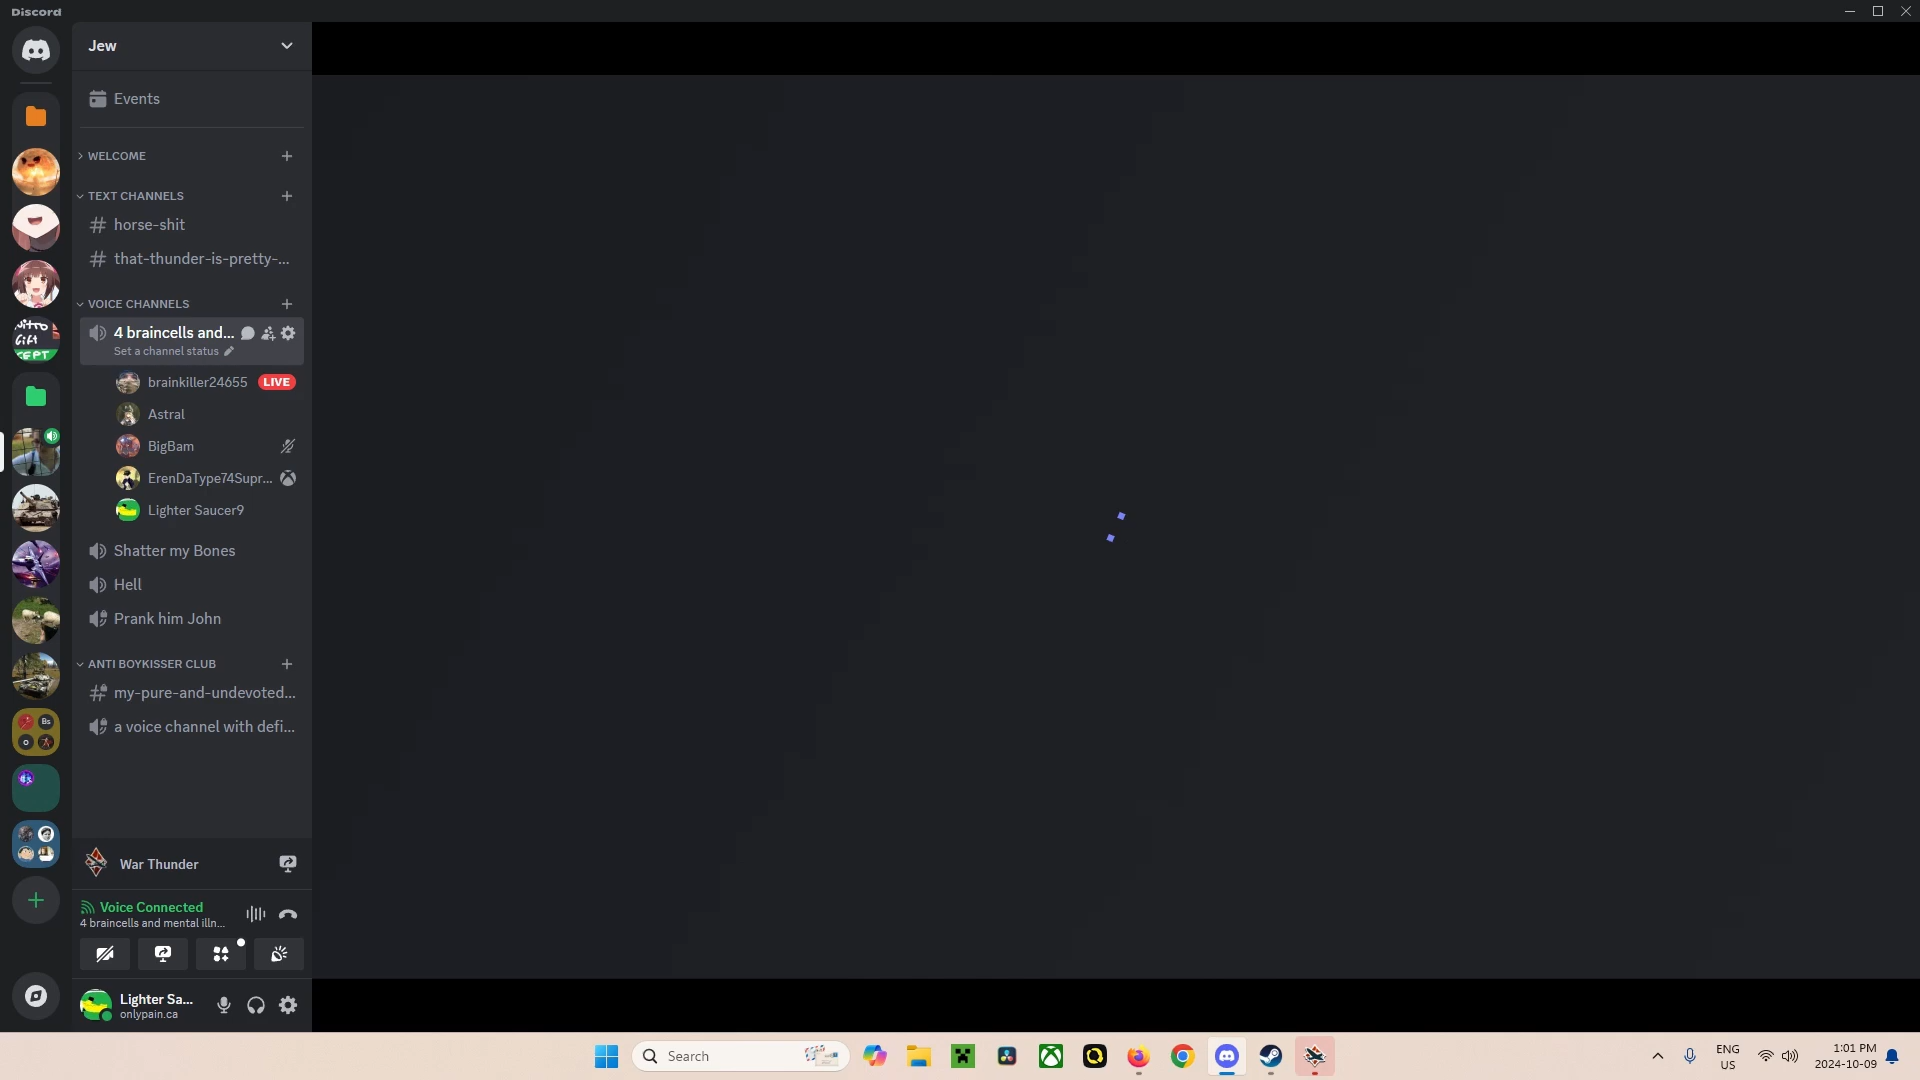 Discord
Jew
Events
WELCOME
TEXT CHANNELS
horse-shit
that-thunder-is-pretty-...
VOICE CHANNELS
4 braincells and...
Set a channel status
brainkiller24655 LIVE
Astral
BigBam
ErenDaType74Supr...
Lighter Saucer9
Shatter my Bones
Hell
Prank him John
ANTI BOYKISSER CLUB
my-pure-and-undevoted...
a voice channel with defi...
War Thunder
Voice Connected
4 braincells and mental illn...
Lighter Sa...
onlypain.ca
Search
ENG
US
1:01 PM
2024-10-09
Nitro
Gift
Bs